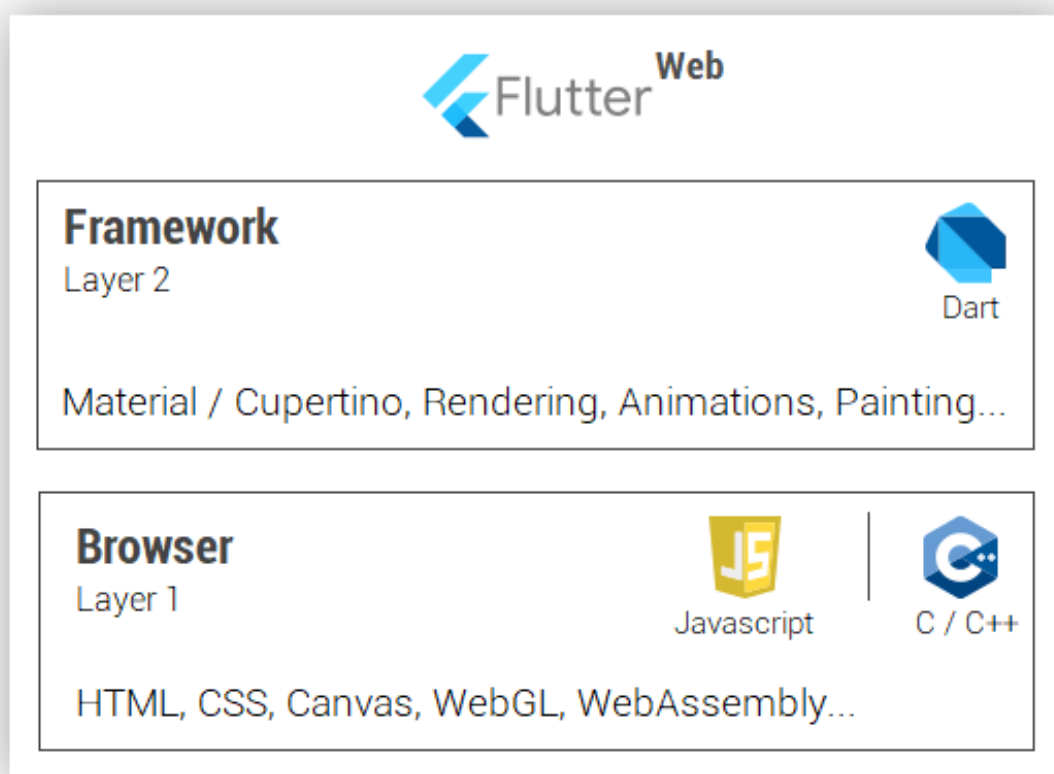 Flutter Web
Framework
Layer 2
Dart
Material / Cupertino, Rendering, Animations, Painting...
Browser
Layer 1
JS
Javascript
C++
C / C++
HTML, CSS, Canvas, WebGL, WebAssembly...